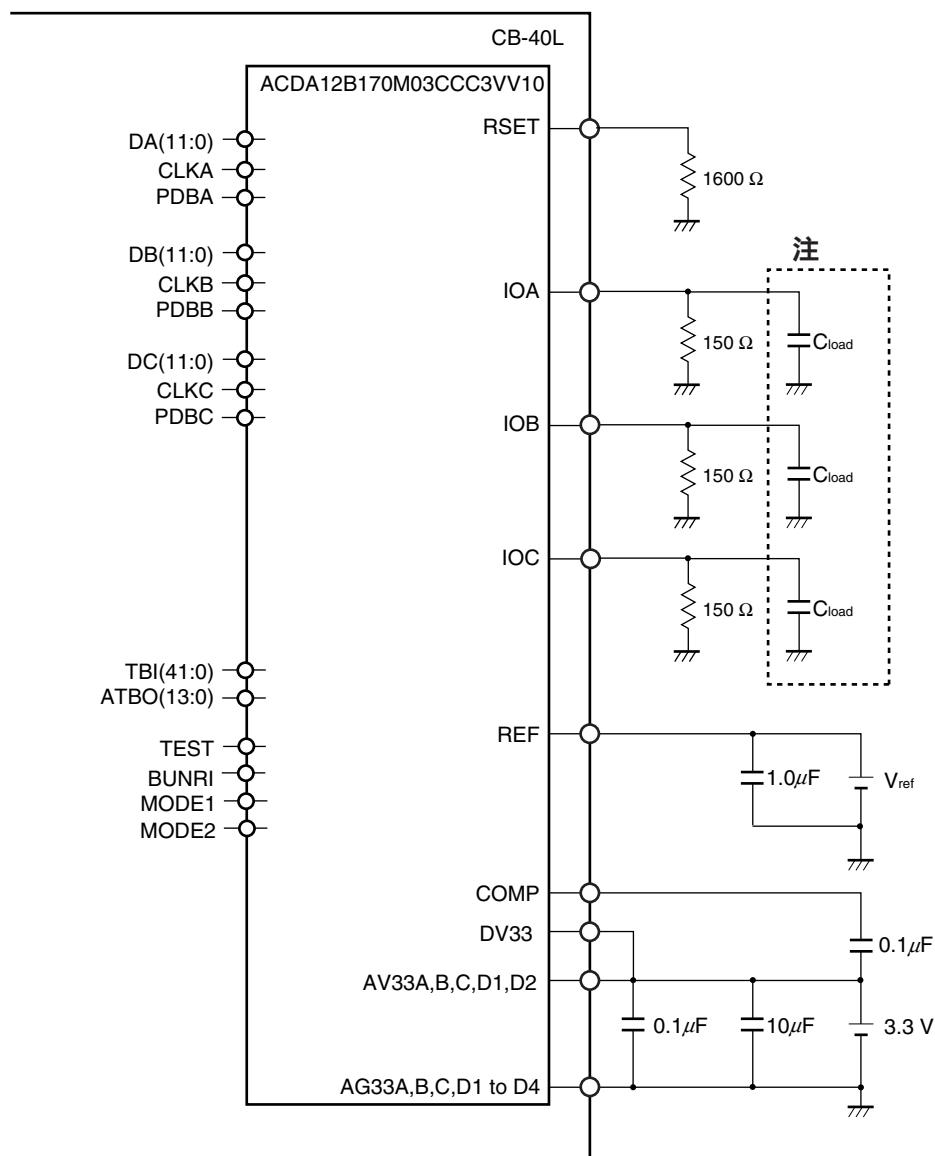 CB-40L
ACDA12B170M03CCC3VV10
RSET
DA(11:0)
CLKA
PDBA
1600 Ω
注
DB(11:0)
CLKB
PDBB
IOA
150 Ω
Cload
DC(11:0)
CLKC
PDBC
IOB
150 Ω
Cload
IOC
150 Ω
Cload
TBI(41:0)
ATBO(13:0)
TEST
BUNRI
MODE1
MODE2
REF
1.0μF
Vref
COMP
DV33
0.1μF
AV33A,B,C,D1,D2
0.1μF
10μF
3.3 V
AG33A,B,C,D1 to D4